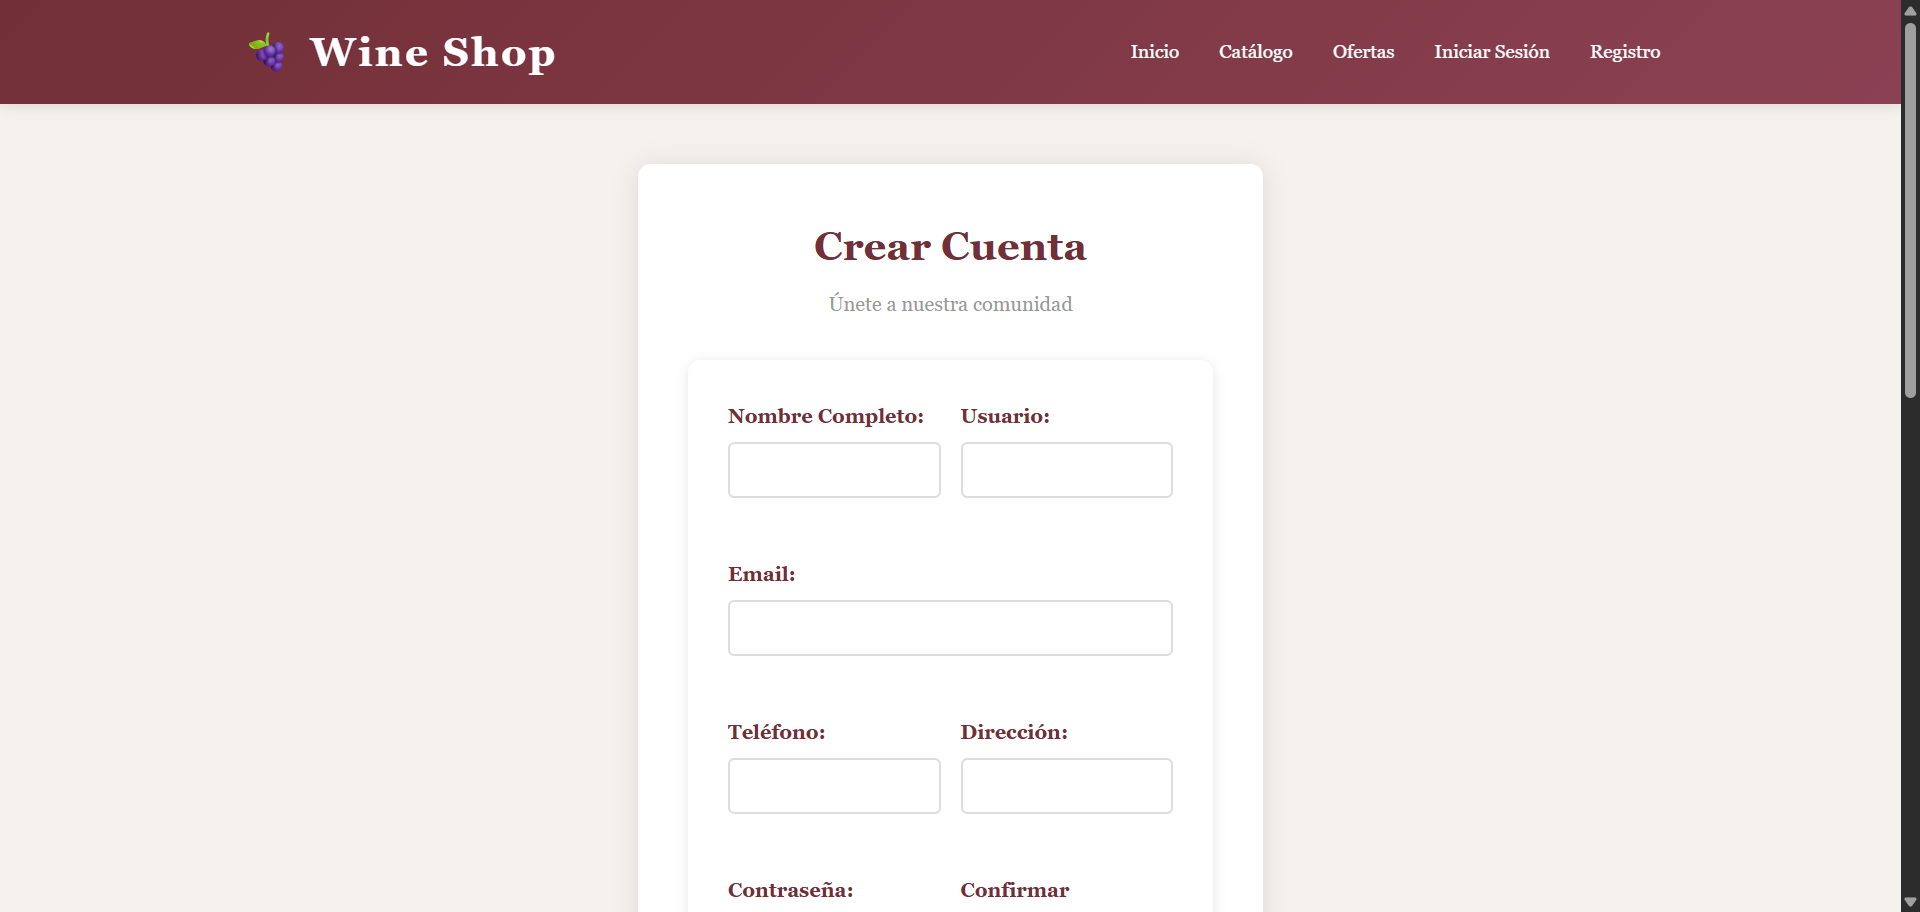 Wine Shop
Inicio Catálogo Ofertas Iniciar Sesión Registro
Crear Cuenta
Únete a nuestra comunidad
Nombre Completo: Usuario:
Email:
Teléfono: Dirección:
Contraseña: Confirmar